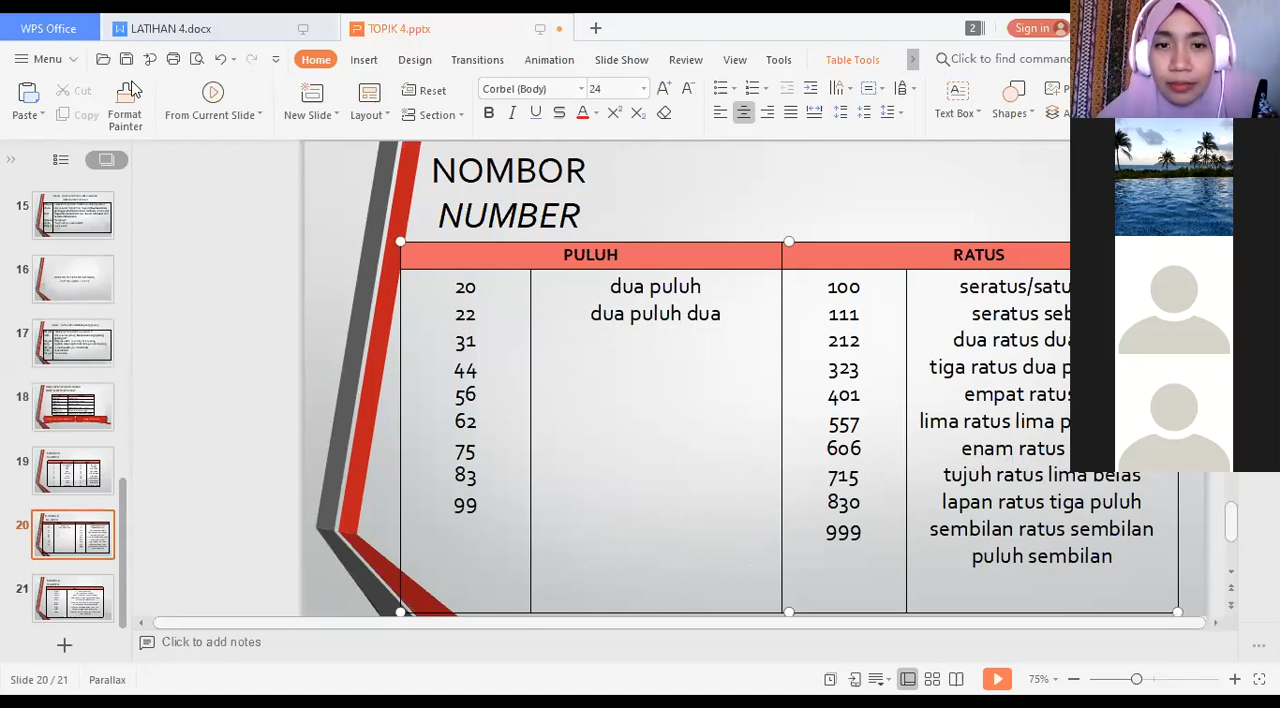 WPS Office LATIHAN 4.docx TOPIK 4.pptx 2 Sign in
Menu Home Insert Design Transitions Animation Slide Show Review View Tools Table Tools Click to find command
Paste Cut Copy Format Painter From Current Slide New Slide Layout Reset Section Corbel (Body) 24 Text Box Shapes
NOMBOR
NUMBER
PULUH RATUS
20 dua puluh 100 seratus/satu
22 dua puluh dua 111 seratus seb
31 212 dua ratus dua
44 323 tiga ratus dua p
56 401 empat ratus
62 557 lima ratus lima p
75 606 enam ratus
83 715 tujuh ratus lima belas
99 830 lapan ratus tiga puluh
999 sembilan ratus sembilan
puluh sembilan
15
16
17
18
19
20
21
Click to add notes
Slide 20 / 21 Parallax 75%